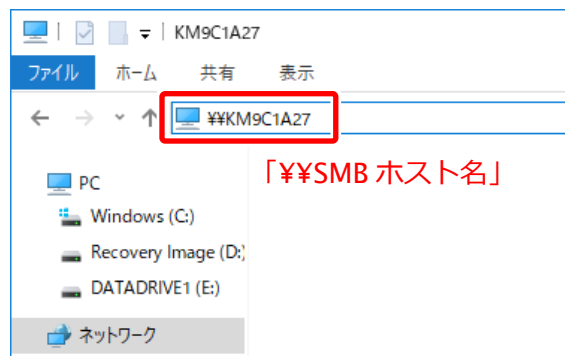 KM9C1A27
ファイル ホーム 共有 表示
¥¥KM9C1A27
「¥¥SMB ホスト名」
PC
Windows (C:)
Recovery Image (D:)
DATADRIVE1 (E:)
ネットワーク